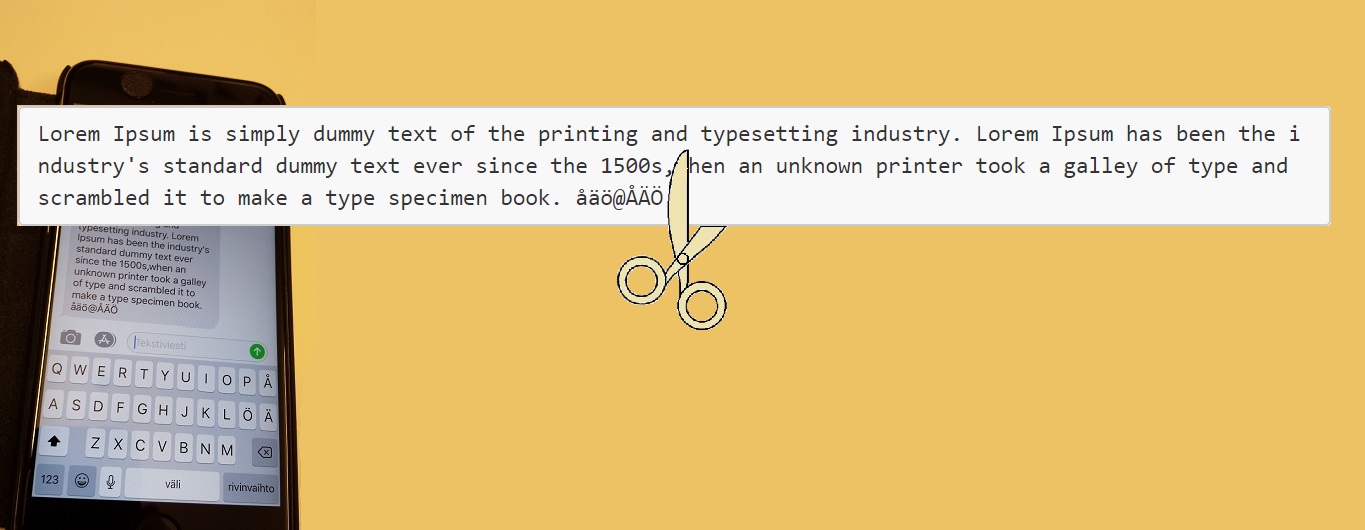 Lorem Ipsum is simply dummy text of the printing and typesetting industry. Lorem Ipsum has been the i
ndustry's standard dummy text ever since the 1500s,when an unknown printer took a galley of type and
scrambled it to make a type specimen book. åäö@ÅÄÖ
typesetting industry. Lorem
Ipsum has been the industry's
standard dummy text ever
since the 1500s,when an
unknown printer took a galley
of type and scrambled it to
make a type specimen book.
åäö@ÅÄÖ
Tekstiviesti
Q W E R T Y U I O P Å
A S D F G H J K L Ö Ä
Z X C V B N M
123 väli rivinvaihto